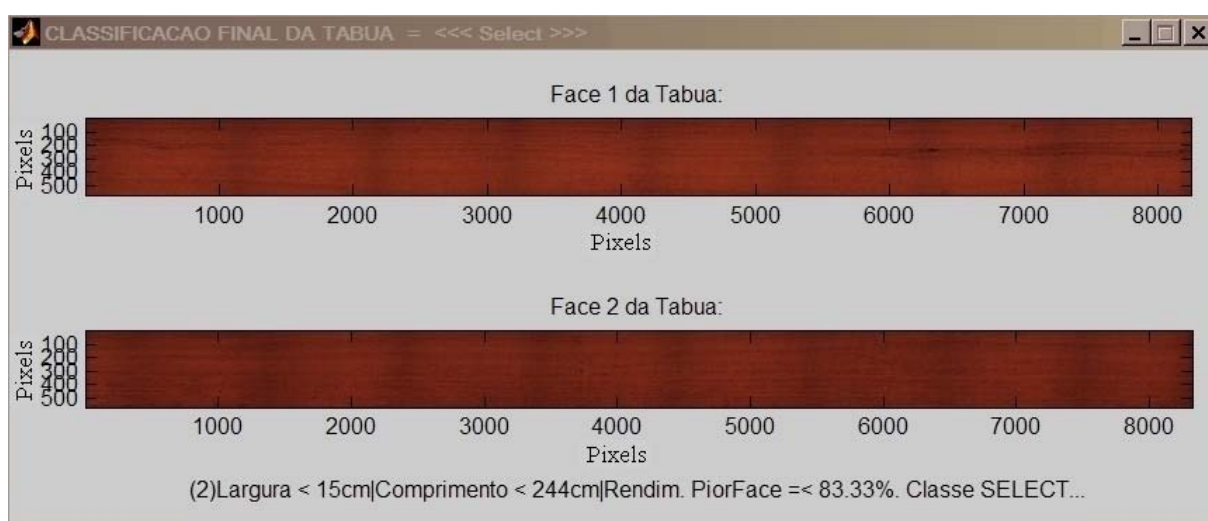 CLASSIFICACAO FINAL DA TABUA = <<< Select >>>
Face 1 da Tabua:
Pixels
100
200
300
400
500
1000 2000 3000 4000 5000 6000 7000 8000
Pixels
Face 2 da Tabua:
Pixels
100
200
300
400
500
1000 2000 3000 4000 5000 6000 7000 8000
Pixels
(2)Largura < 15cm|Comprimento < 244cm|Rendim. PiorFace =< 83.33%. Classe SELECT...